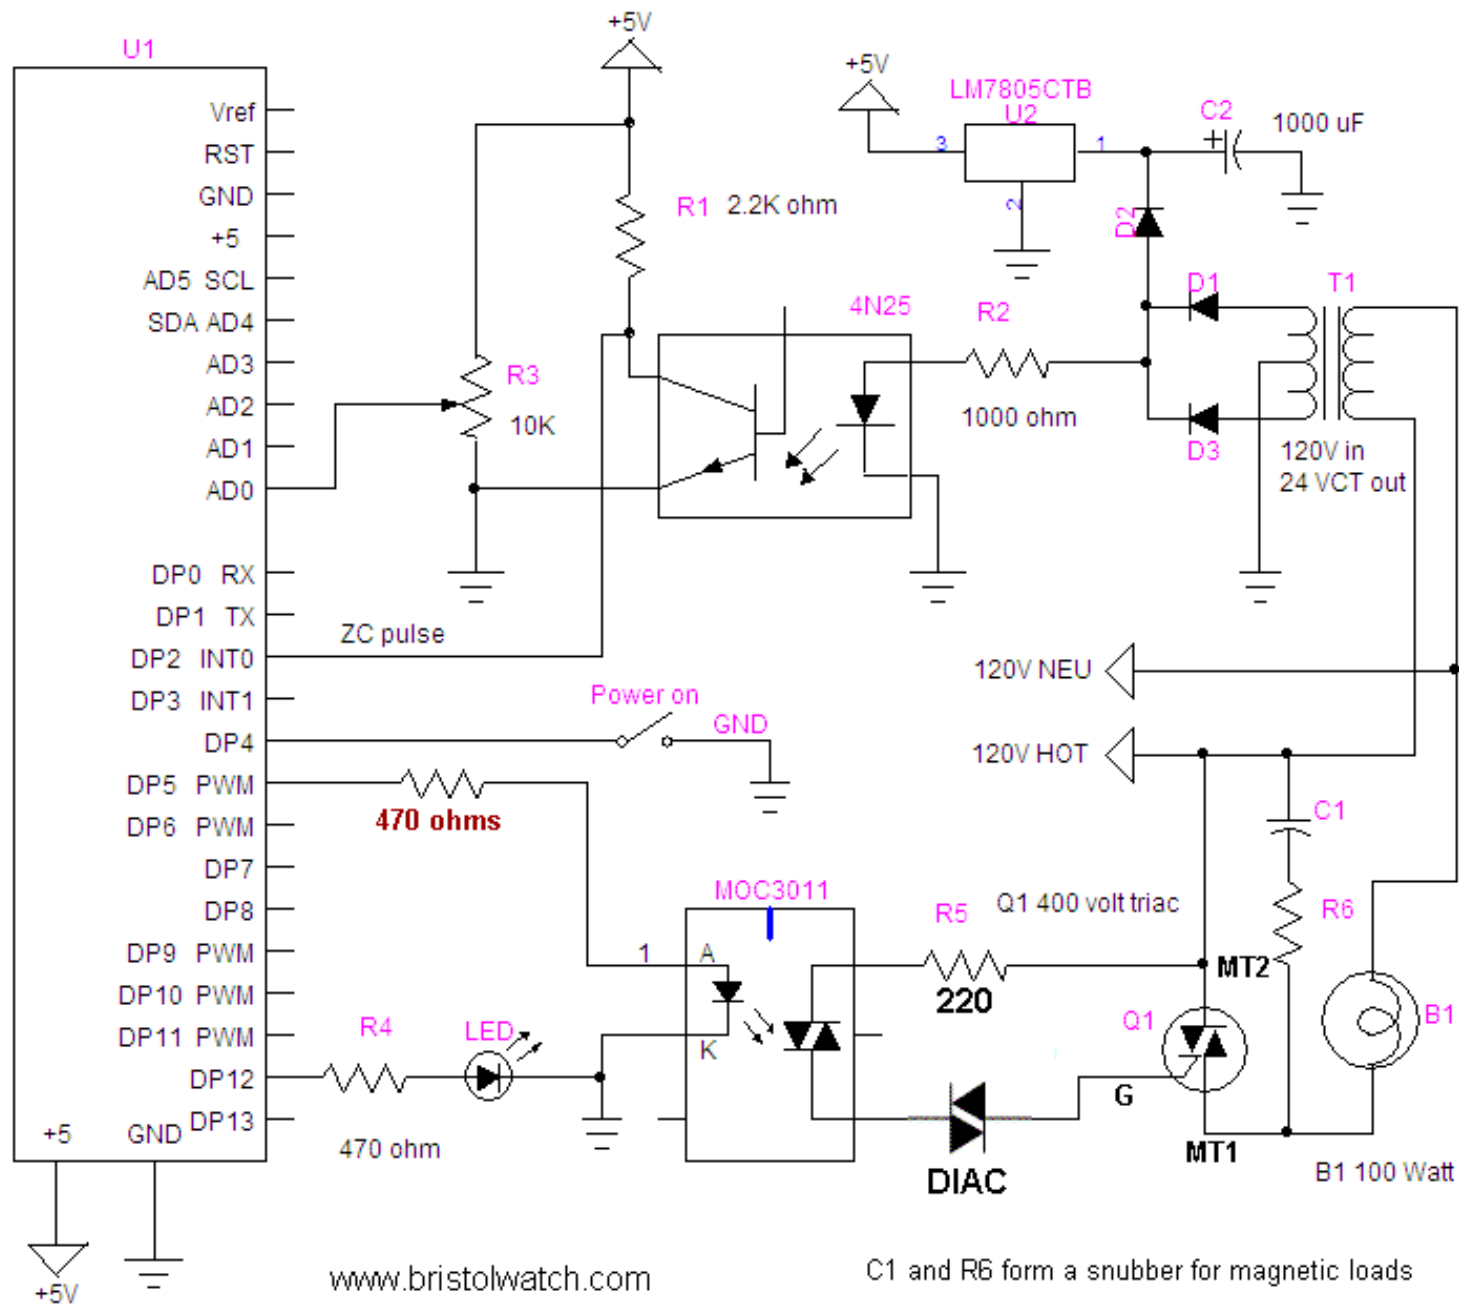 U1
+5V
+5V
LM7805CTB
U2
C2
1000 uF
Vref
RST
GND
+5
AD5 SCL
SDA AD4
AD3
AD2
AD1
AD0
3
1
2
D2
R1 2.2K ohm
4N25
R2
D1
T1
R3
10K
1000 ohm
D3
120V in
24 VCT out
DP0 RX
DP1 TX
DP2 INT0
DP3 INT1
DP4
DP5 PWM
DP6 PWM
DP7
DP8
DP9 PWM
DP10 PWM
DP11 PWM
DP12
DP13
ZC pulse
Power on
GND
120V NEU
120V HOT
470 ohms
C1
MOC3011
R5
Q1 400 volt triac
R6
1
A
220
MT2
R4
LED
K
Q1
B1
G
+5
GND
470 ohm
DIAC
MT1
B1 100 Watt
+5V
www.bristolwatch.com
C1 and R6 form a snubber for magnetic loads